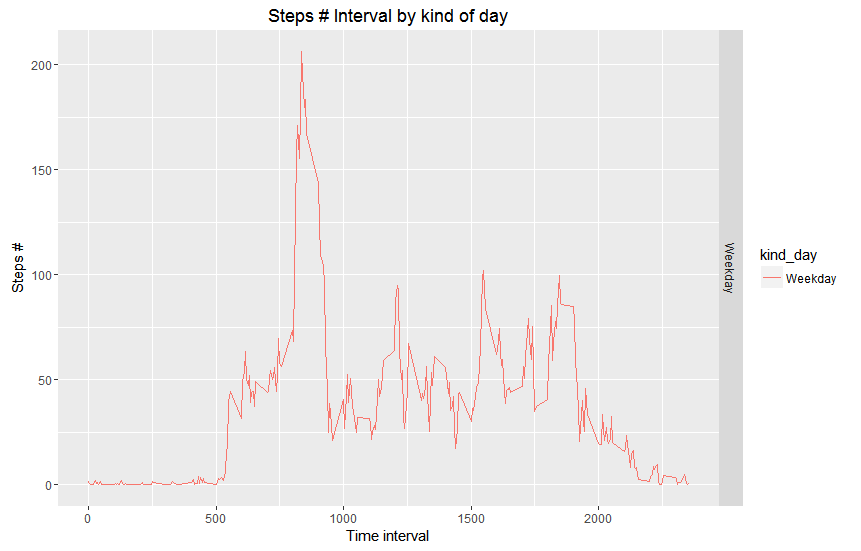 Steps # Interval by kind of day
Steps #
200
150
100
50
0
0
500
1000
1500
2000
Time interval
Weekday
kind_day
Weekday